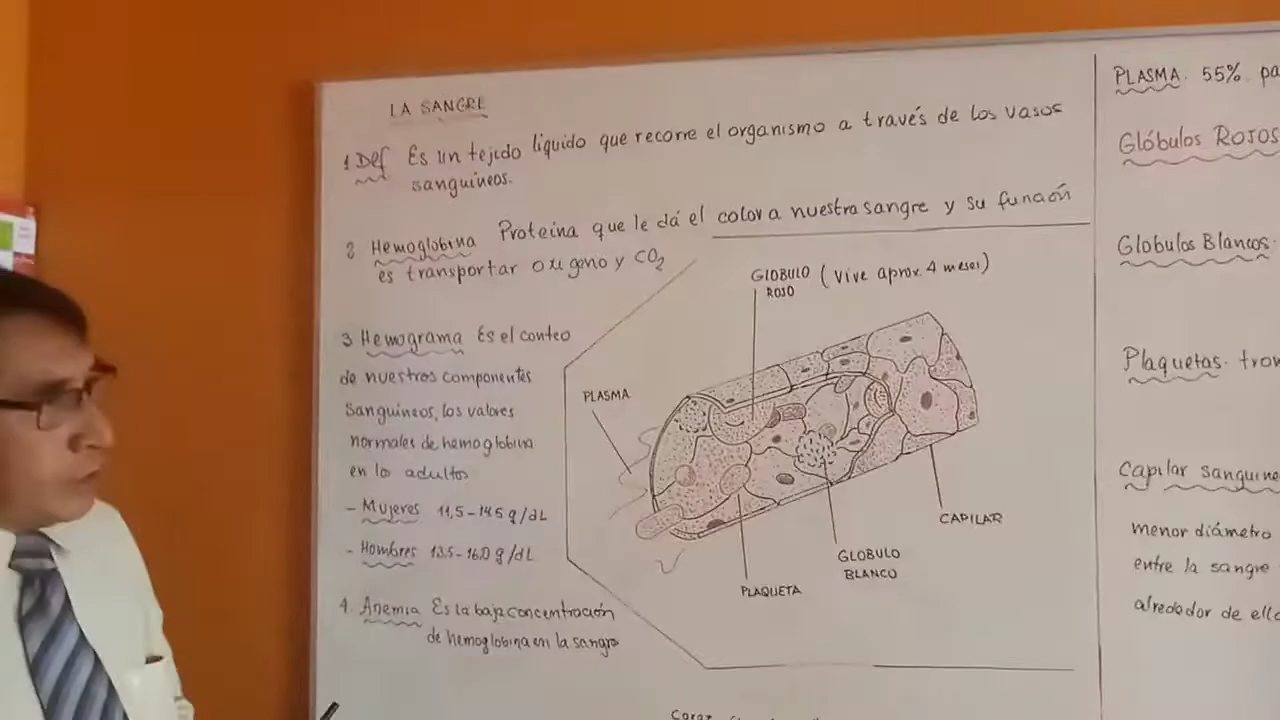 LA SANGRE
1 Def Es un tejido líquido que recorre el organismo a través de los vasos
sanguíneos.
2 Hemoglobina Proteína que le dá el color a nuestra sangre y su función
es transportar oxigeno y CO2
3 Hemograma Es el conteo
de nuestros componentes
sanguíneos, los valores
normales de hemoglobina
en los adultos
- Mujeres 11,5-14.5 g/dL
- Hombres 13.5-16.0 g/dL
4. Anemia Es la baja concentración
de hemoglobina en la sangre
GLOBULO ROJO (Vive aprox. 4 meses)
PLASMA
CAPILAR
GLOBULO
BLANCO
PLAQUETA
PLASMA. 55%
Glóbulos Rojos
Globulos Blancos.
Plaquetas.
Capilar
menor diámetro
entre la sangre
alrededor de